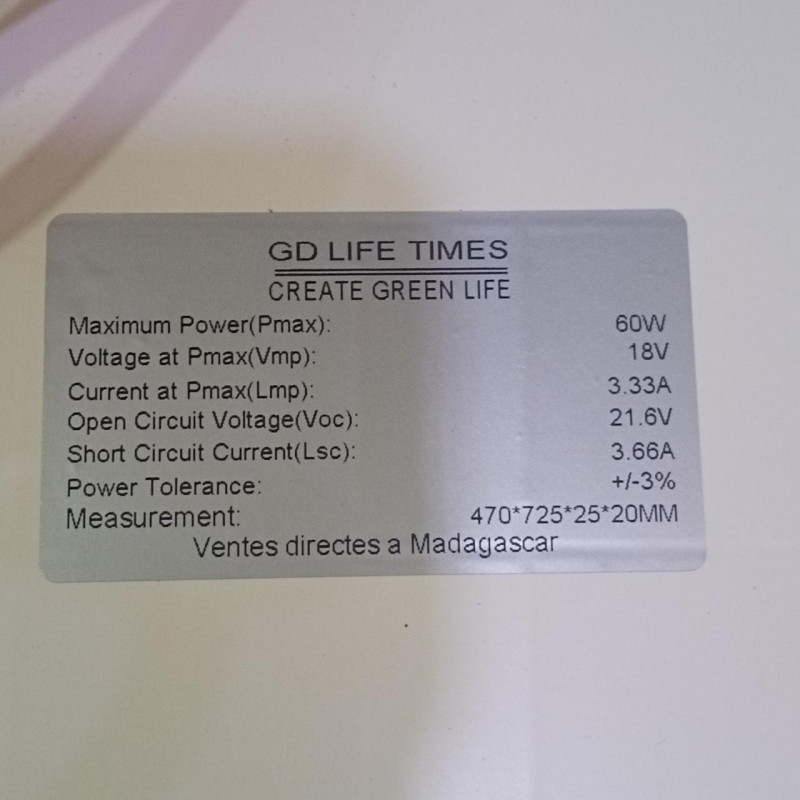 GD LIFE TIMES
CREATE GREEN LIFE
Maximum Power(Pmax): 60W
Voltage at Pmax(Vmp): 18V
Current at Pmax(Lmp): 3.33A
Open Circuit Voltage(Voc): 21.6V
Short Circuit Current(Lsc): 3.66A
Power Tolerance: +/-3%
Measurement: 470*725*25*20MM
Ventes directes a Madagascar